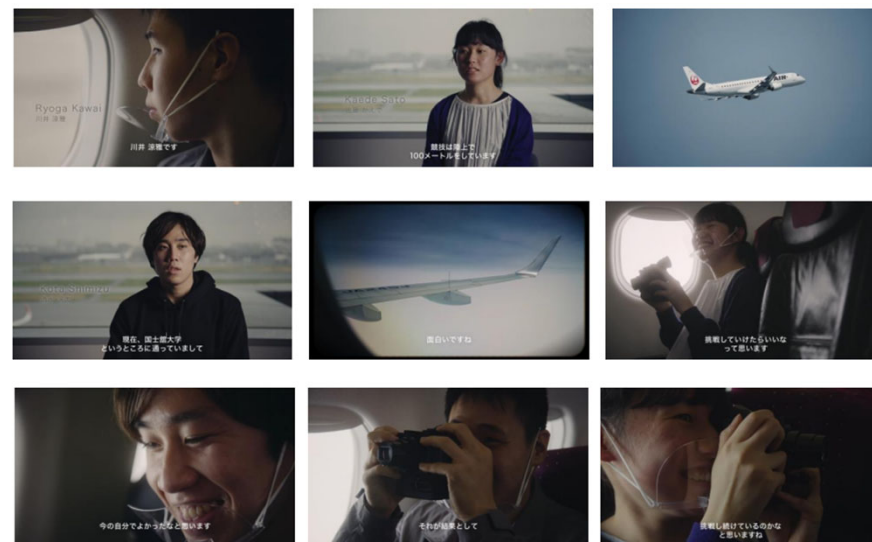 Ryoga Kawai
川井 涼雅
川井 涼雅です
Kaede Sato
競技は陸上で
100メートルをしています
現在、国士舘大学
というところに通っていまして
面白いですね
挑戦していけたらいいな
って思います
今の自分でよかったなと思います
それが結果として
挑戦し続けているのかな
と思いますね